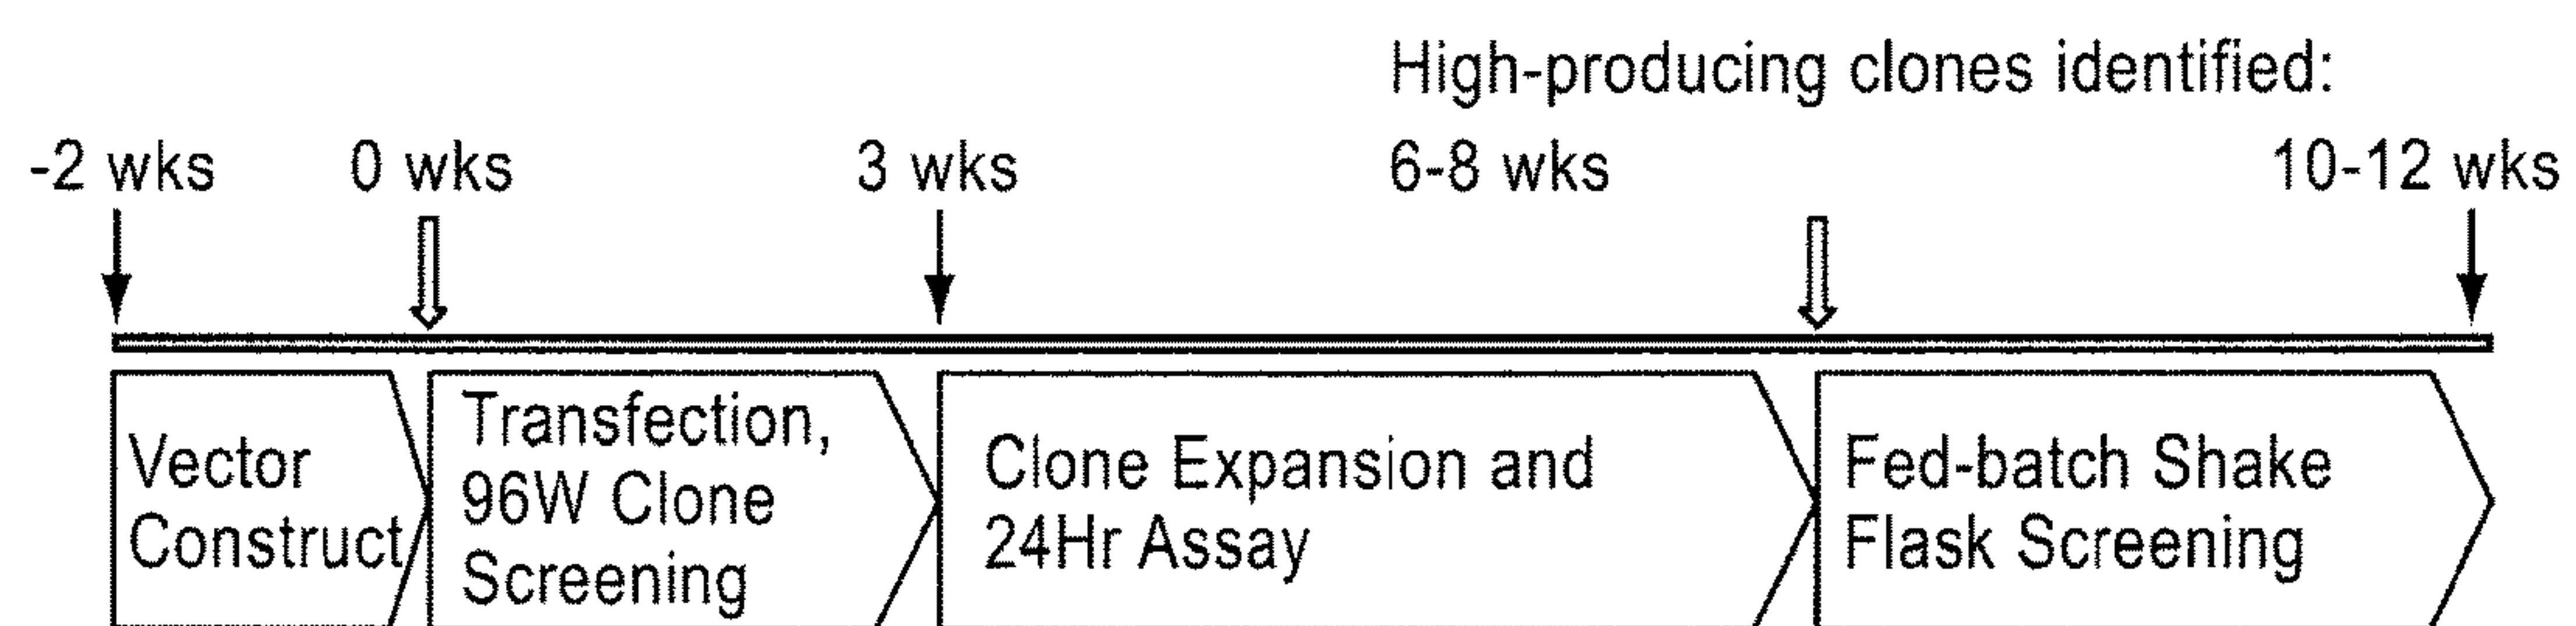 High-producing clones identified:
-2 wks
0 wks
3 wks
6-8 wks
10-12 wks
Vector
Construct
Transfection,
96W Clone
Screening
Clone Expansion and
24Hr Assay
Fed-batch Shake
Flask Screening